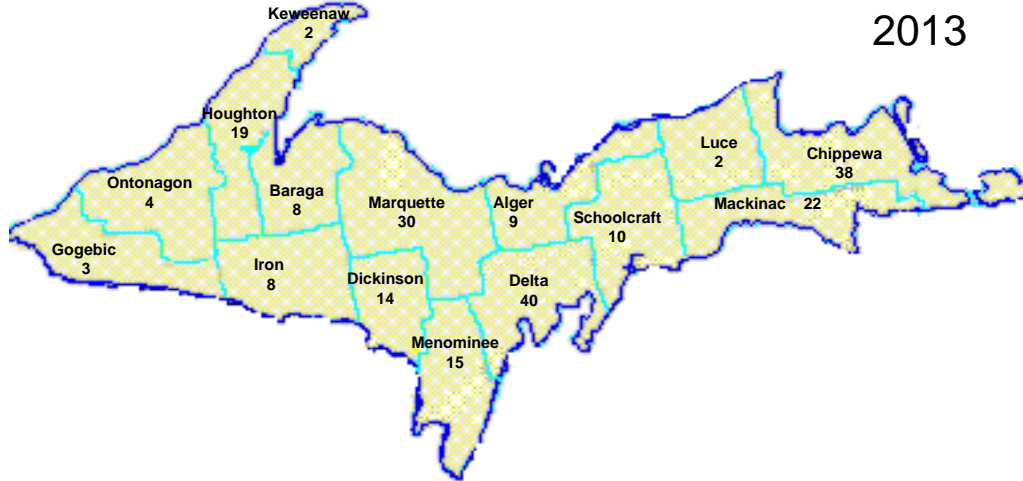 2013
Keweenaw
2
Houghton
19
Ontonagon
4
Gogebic
3
Baraga
8
Iron
8
Marquette
30
Dickinson
14
Menominee
15
Alger
9
Delta
40
Schoolcraft
10
Luce
2
Chippewa
38
Mackinac 22